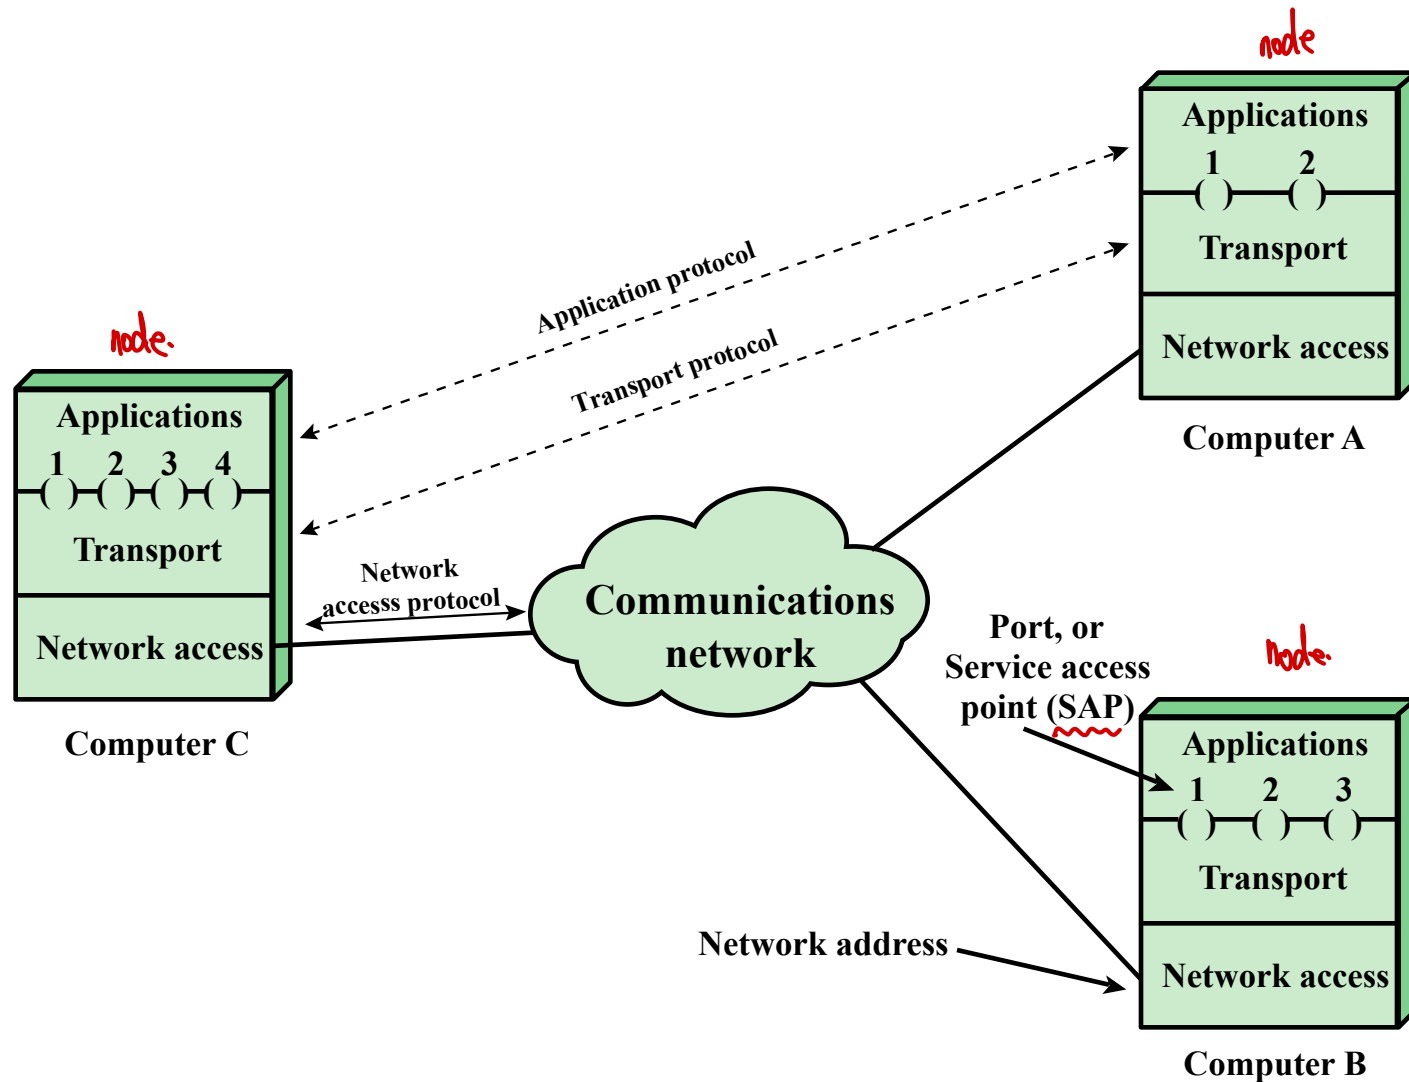 node
Applications
1 2
Transport
Network access
Computer A
Application protocol
Transport protocol
node.
Applications
1 2 3 4
Transport
Network access
Computer C
Network
accesss protocol
Communications
network
Port, or
Service access
point (SAP)
node.
Applications
1 2 3
Transport
Network access
Computer B
Network address